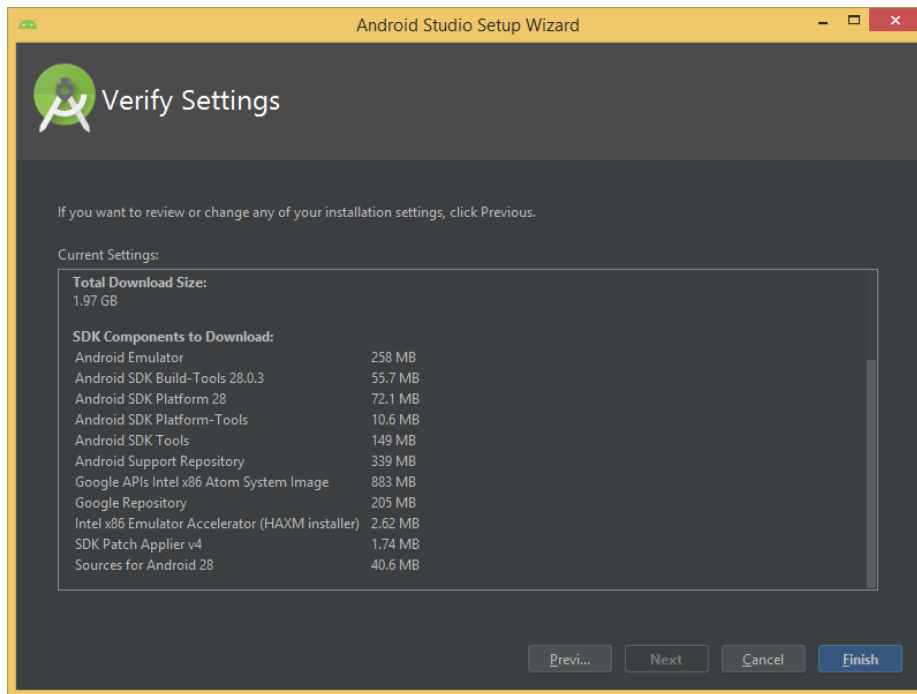 Android Studio Setup Wizard
Verify Settings
If you want to review or change any of your installation settings, click Previous.
Current Settings:
Total Download Size:
1.97 GB
SDK Components to Download:
Android Emulator 258 MB
Android SDK Build-Tools 28.0.3 55.7 MB
Android SDK Platform 28 72.1 MB
Android SDK Platform-Tools 10.6 MB
Android SDK Tools 149 MB
Android Support Repository 339 MB
Google APIs Intel x86 Atom System Image 883 MB
Google Repository 205 MB
Intel x86 Emulator Accelerator (HAXM installer) 2.62 MB
SDK Patch Applier v4 1.74 MB
Sources for Android 28 40.6 MB
Previ... Next Cancel Finish